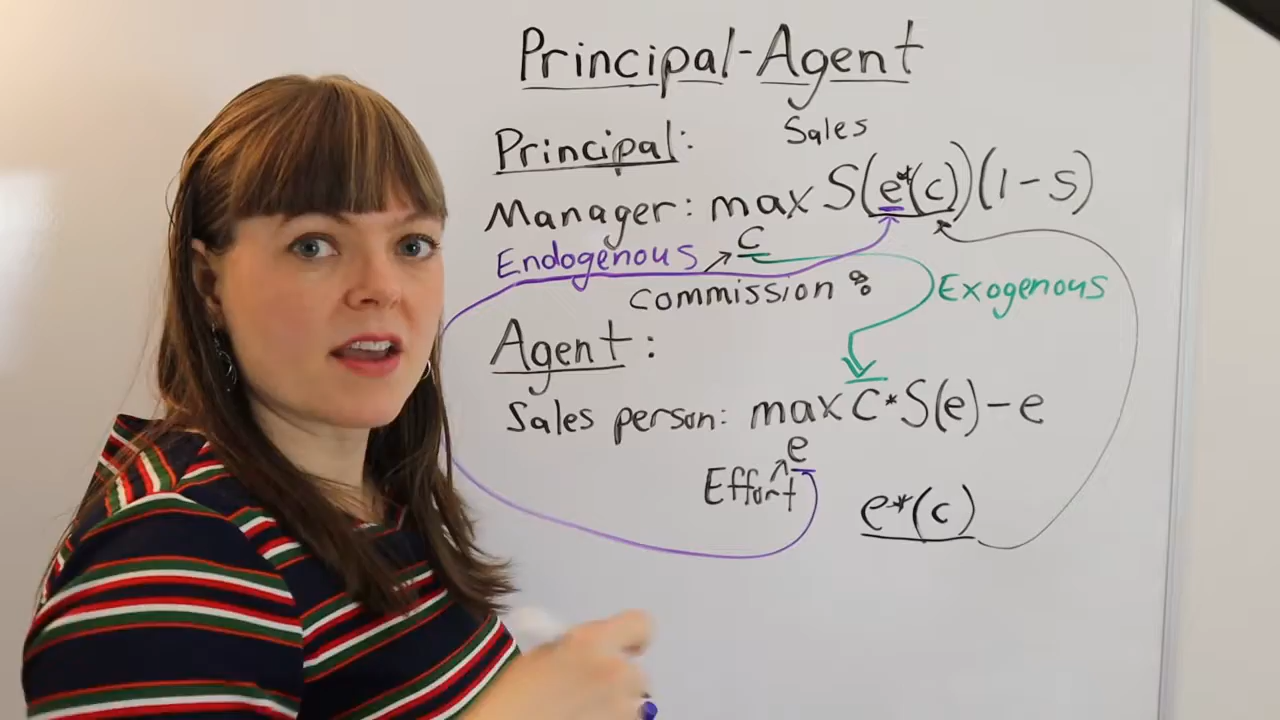 Principal-Agent
Sales
Principal:
Manager: max S(e*(c))(1-s)
c
Endogenous
Commission %
Exogenous
Agent:
Sales person: max C*S(e)-e
e
Effort
e*(c)